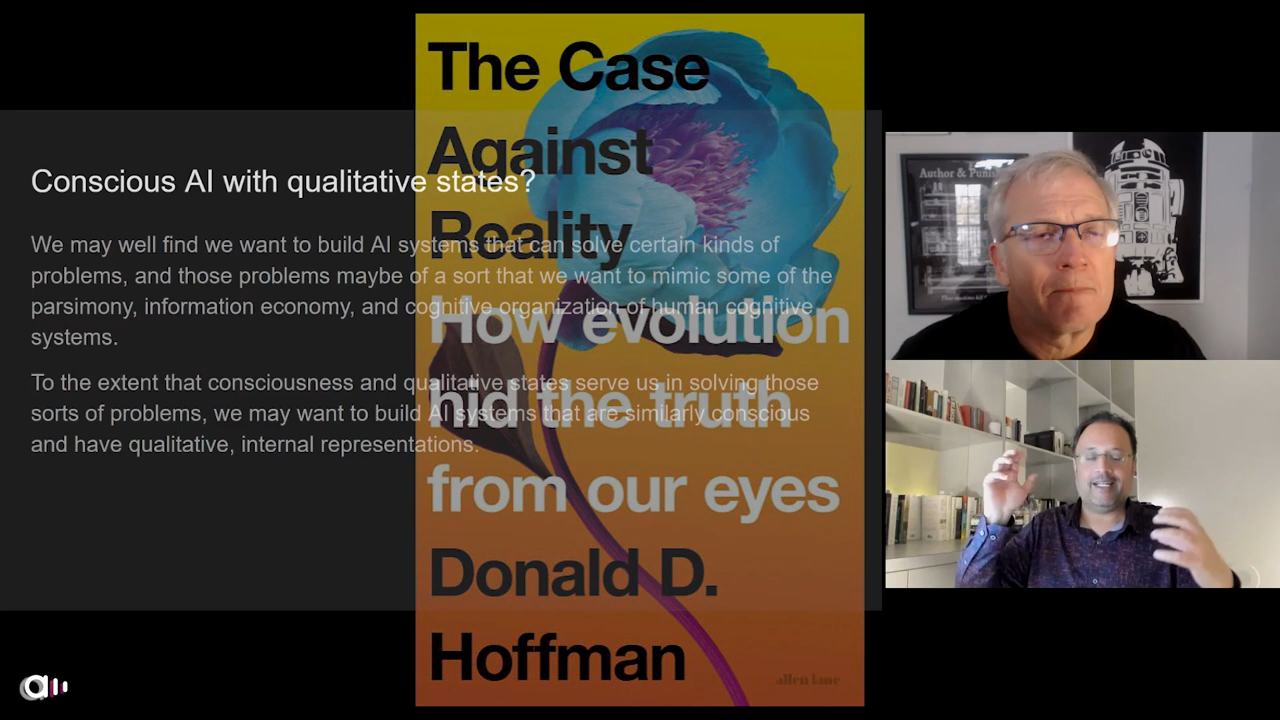 The Case
Against
Reality
How evolution
hid the truth
from our eyes
Donald D.
Hoffman
allen lane
Conscious AI with qualitative states?
We may well find we want to build AI systems that can solve certain kinds of
problems, and those problems maybe of a sort that we want to mimic some of the
parsimony, information economy, and cognitive organization of human cognitive
systems.
To the extent that consciousness and qualitative states serve us in solving those
sorts of problems, we may want to build AI systems that are similarly conscious
and have qualitative, internal representations.
Author & Punish